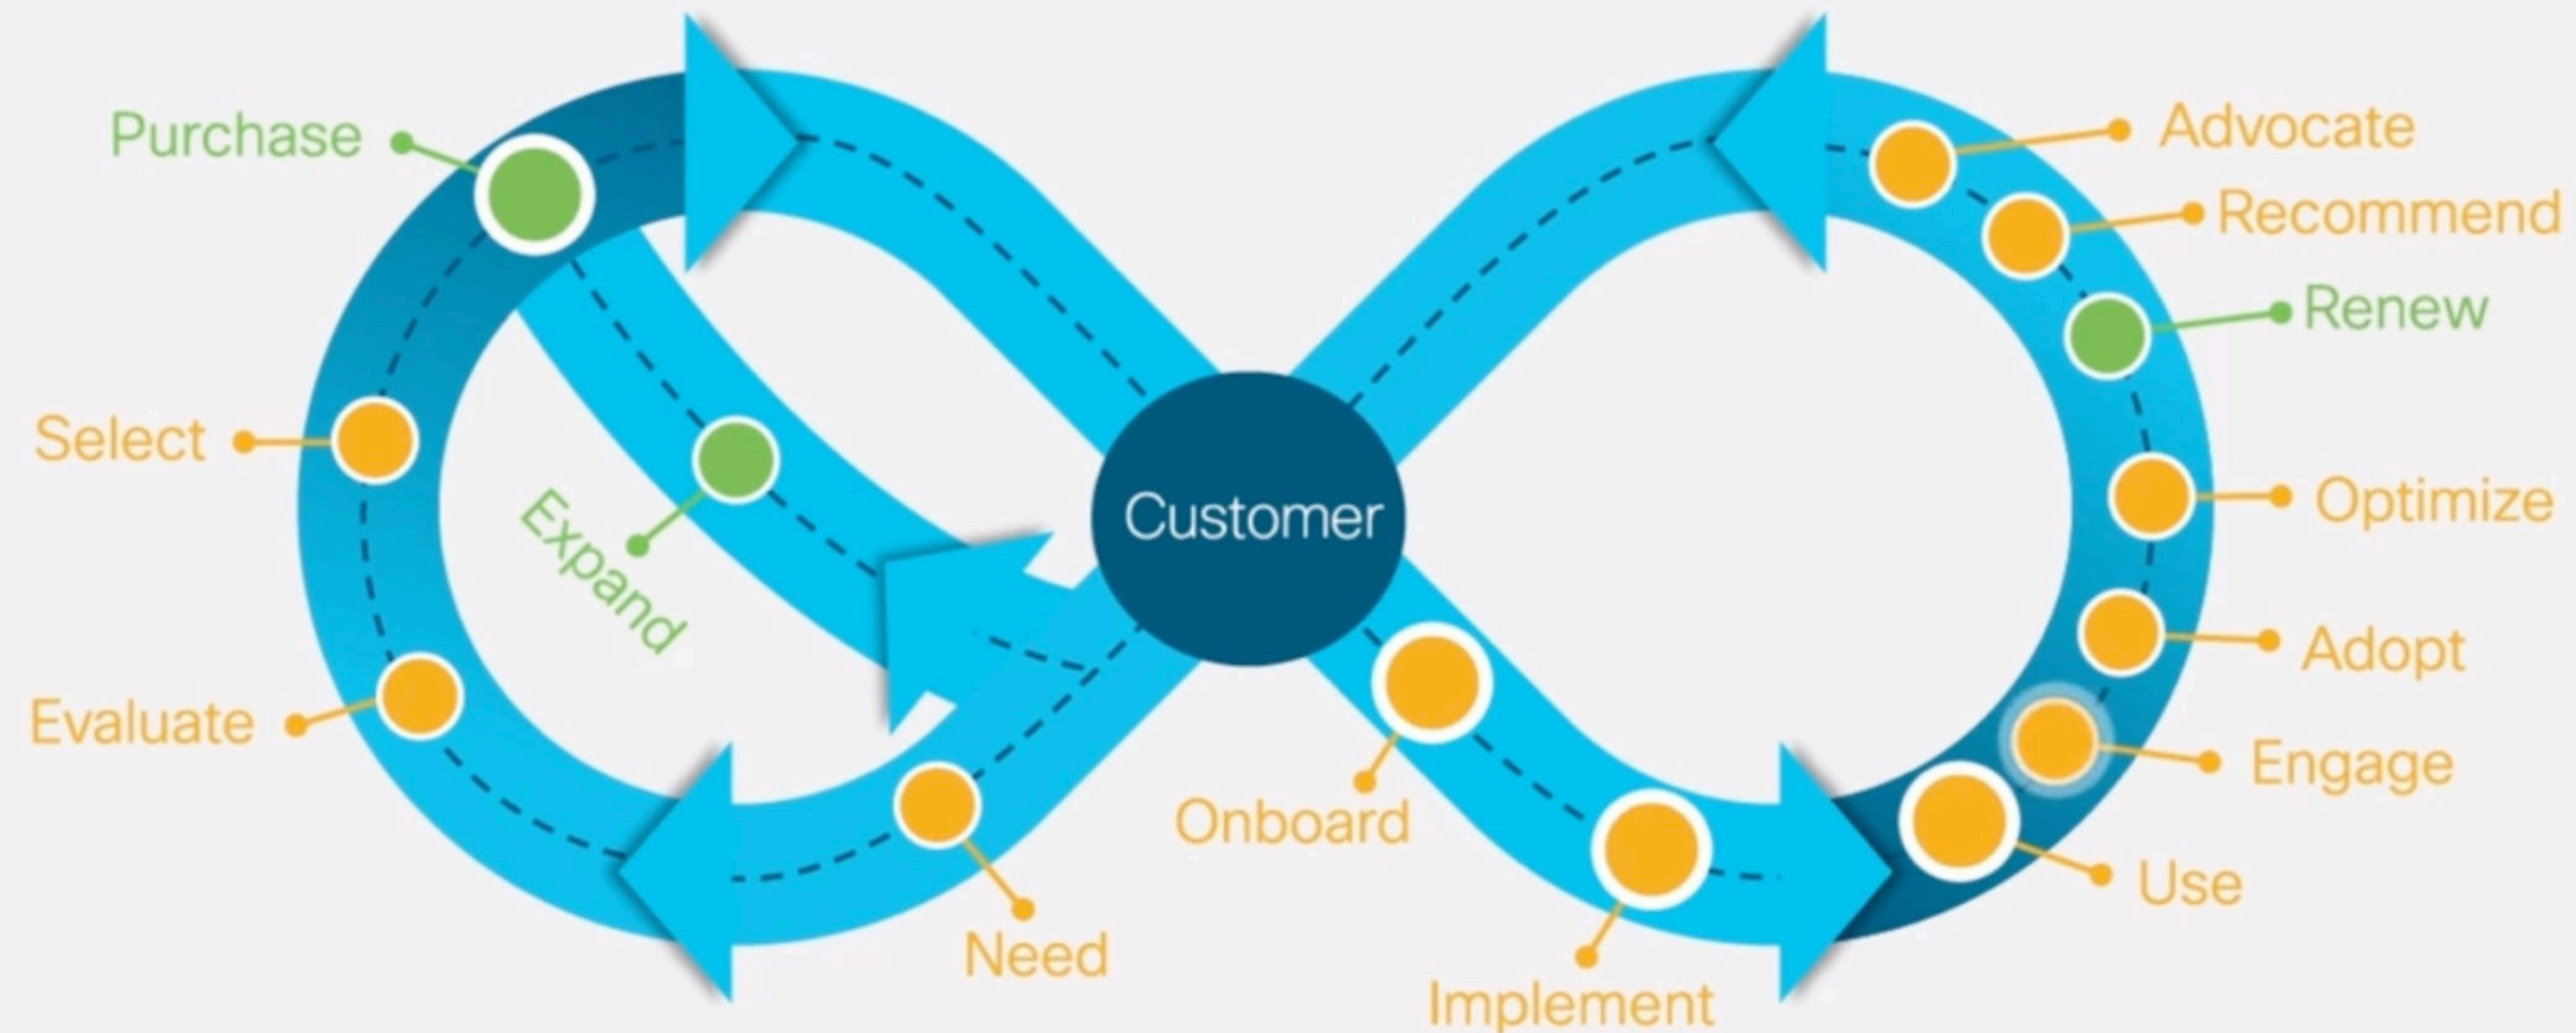 Purchase
Advocate
Recommend
Renew
Select
Customer
Optimize
Expand
Adopt
Evaluate
Engage
Onboard
Use
Need
Implement